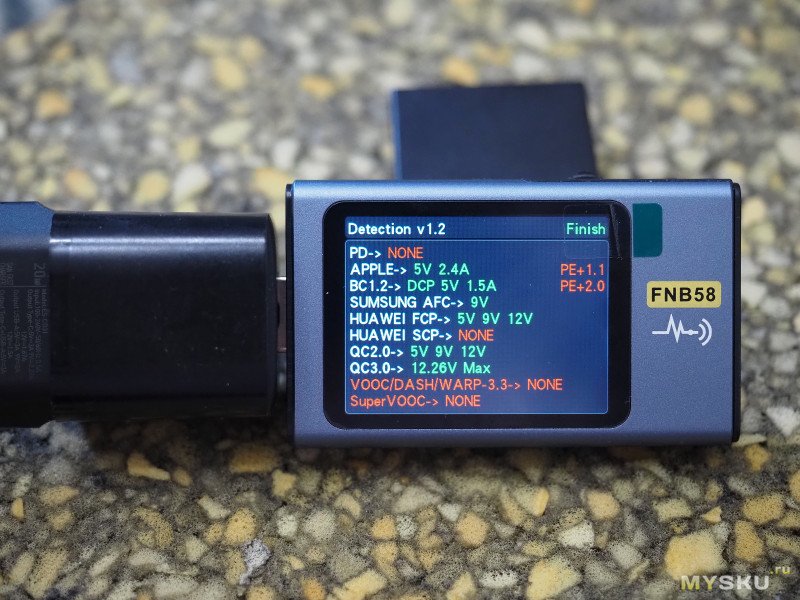 Detection v1.2 Finish
PD-> NONE
APPLE-> 5V 2.4A PE+1.1
BC1.2-> DCP 5V 1.5A PE+2.0
SUMSUNG AFC-> 9V
HUAWEI FCP-> 5V 9V 12V
HUAWEI SCP-> NONE
QC2.0-> 5V 9V 12V
QC3.0-> 12.26V Max
VOOC/DASH/WARP-3.3-> NONE
SuperVOOC-> NONE
FNB58
20
MYSKU.ru